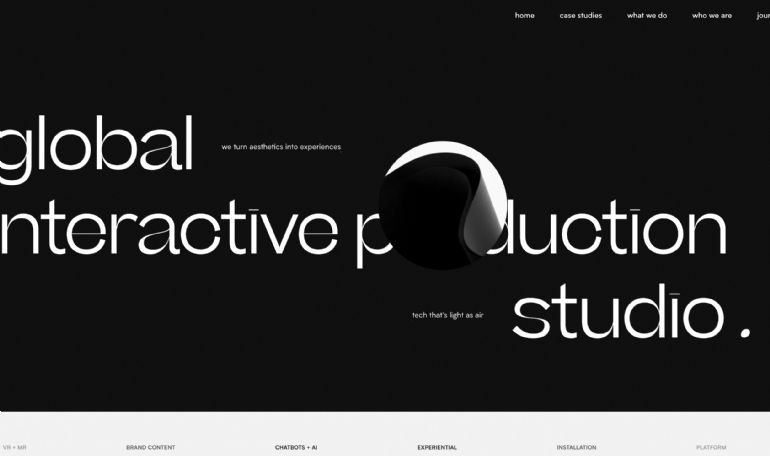 home case studies what we do who we are jour
global
we turn aesthetics into experiences
nteractive p duction
tech that's light as air
studio .
VR + MR BRAND CONTENT CHATBOTS + AI EXPERIENTIAL INSTALLATION PLATFORM